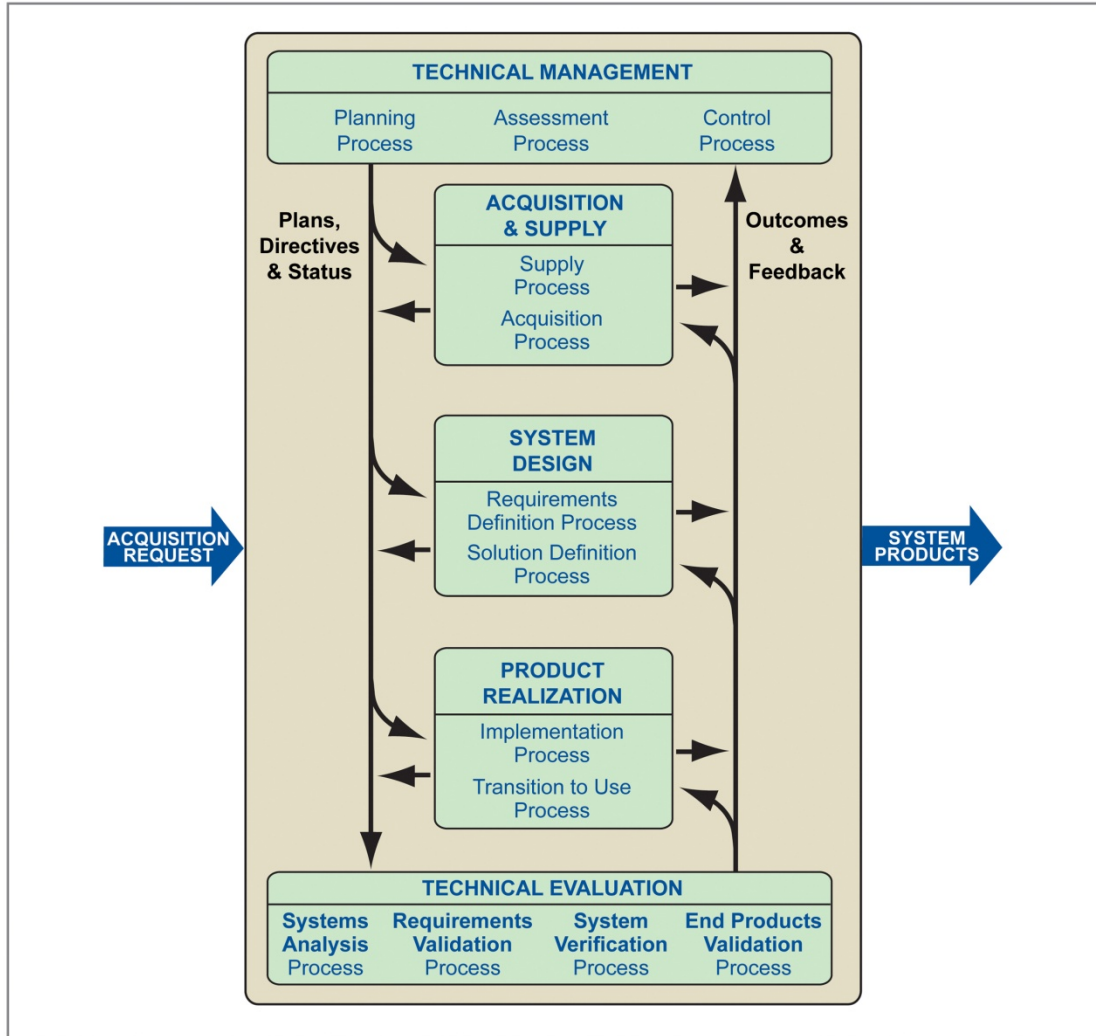 TECHNICAL MANAGEMENT
Planning
Process
Assessment
Process
Control
Process
Plans,
Directives
& Status
ACQUISITION
& SUPPLY
Supply
Process
Acquisition
Process
Outcomes
&
Feedback
SYSTEM
DESIGN
Requirements
Definition Process
Solution Definition
Process
ACQUISITION
REQUEST
SYSTEM
PRODUCTS
PRODUCT
REALIZATION
Implementation
Process
Transition to Use
Process
TECHNICAL EVALUATION
Systems
Analysis
Process
Requirements
Validation
Process
System
Verification
Process
End Products
Validation
Process